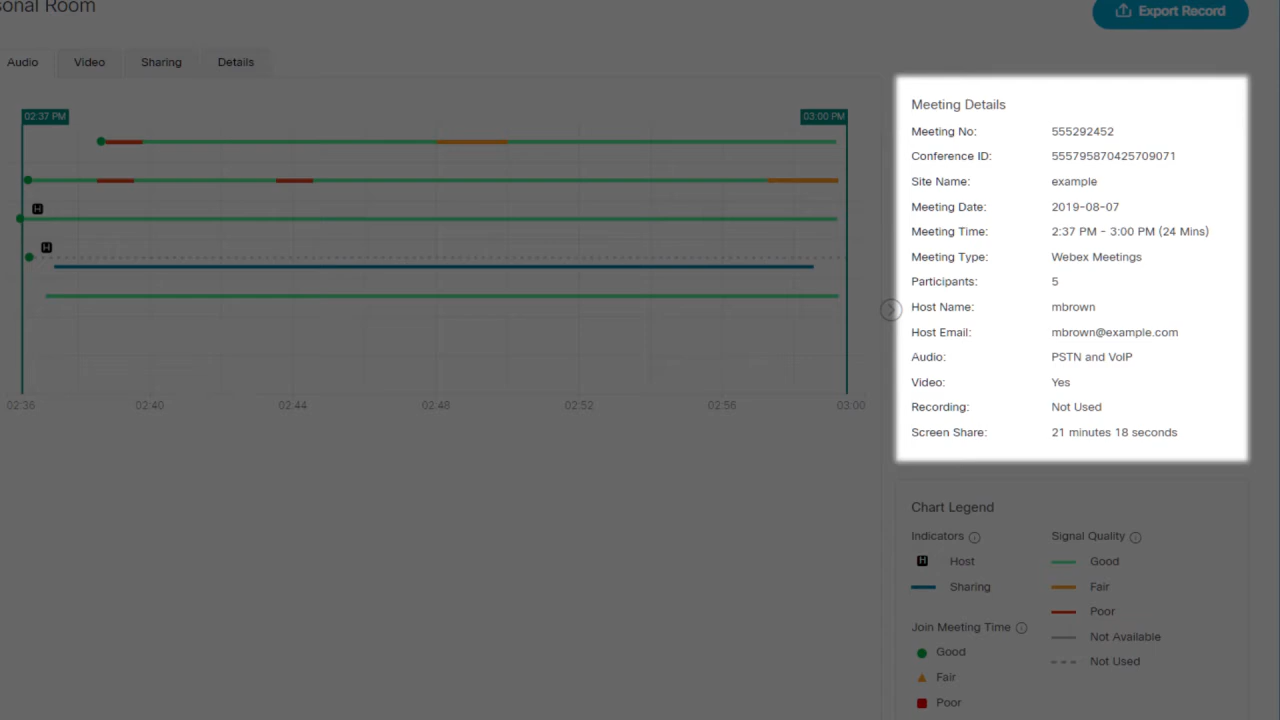 sonal Room
Export Record
Audio Video Sharing Details
02:37 PM 03:00 PM
H
H
02:36 02:40 02:44 02:48 02:52 02:56 03:00
Meeting Details
Meeting No: 555292452
Conference ID: 555795870425709071
Site Name: example
Meeting Date: 2019-08-07
Meeting Time: 2:37 PM - 3:00 PM (24 Mins)
Meeting Type: Webex Meetings
Participants: 5
Host Name: mbrown
Host Email: mbrown@example.com
Audio: PSTN and VoIP
Video: Yes
Recording: Not Used
Screen Share: 21 minutes 18 seconds
Chart Legend
Indicators
H Host
Sharing
Join Meeting Time
Good
Fair
Poor
Signal Quality
Good
Fair
Poor
Not Available
Not Used